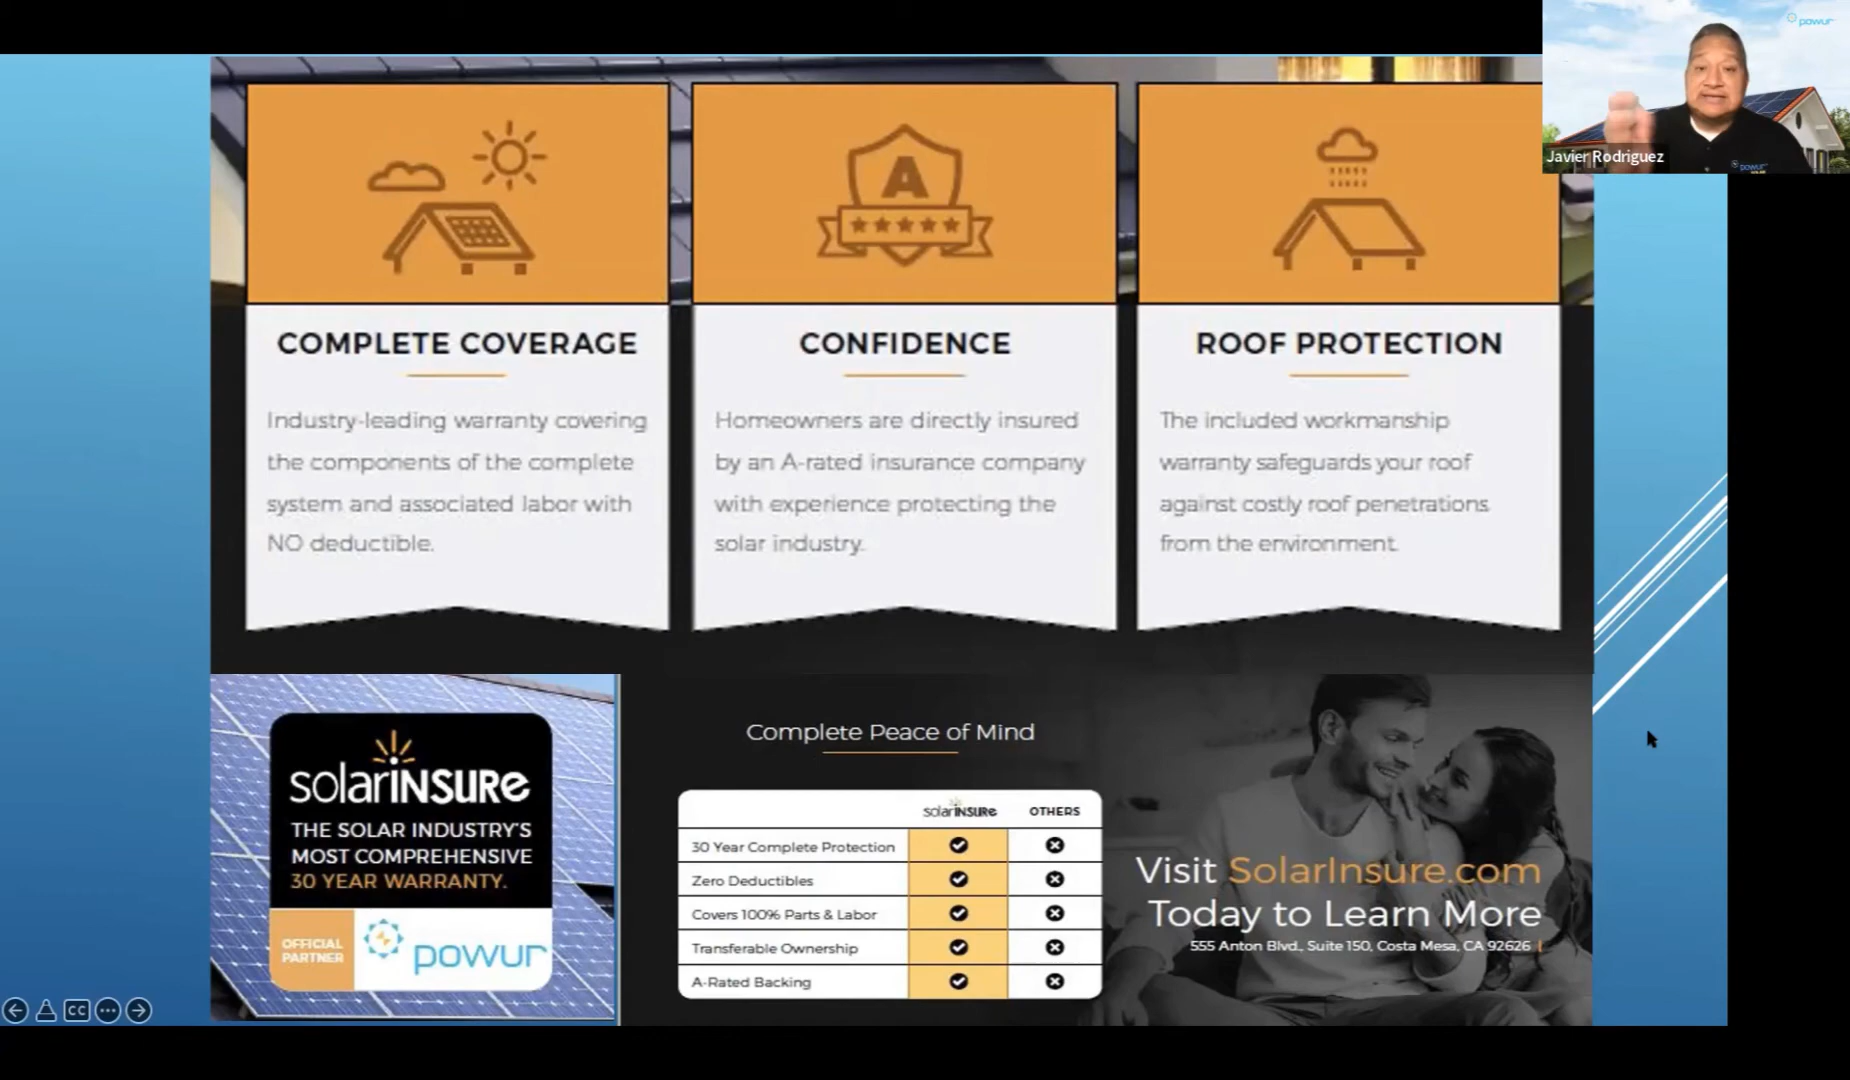 powur
Javier Rodriguez
powur
A
COMPLETE COVERAGE
Industry-leading warranty covering
the components of the complete
system and associated labor with
NO deductible.
CONFIDENCE
Homeowners are directly insured
by an A-rated insurance company
with experience protecting the
solar industry.
ROOF PROTECTION
The included workmanship
warranty safeguards your roof
against costly roof penetrations
from the environment.
solarINSURe
THE SOLAR INDUSTRY'S
MOST COMPREHENSIVE
30 YEAR WARRANTY.
OFFICIAL
PARTNER
powur
Complete Peace of Mind
solarINSURe OTHERS
30 Year Complete Protection
Zero Deductibles
Covers 100% Parts & Labor
Transferable Ownership
A-Rated Backing
Visit SolarInsure.com
Today to Learn More
555 Anton Blvd., Suite 150, Costa Mesa, CA 92626 |
CC